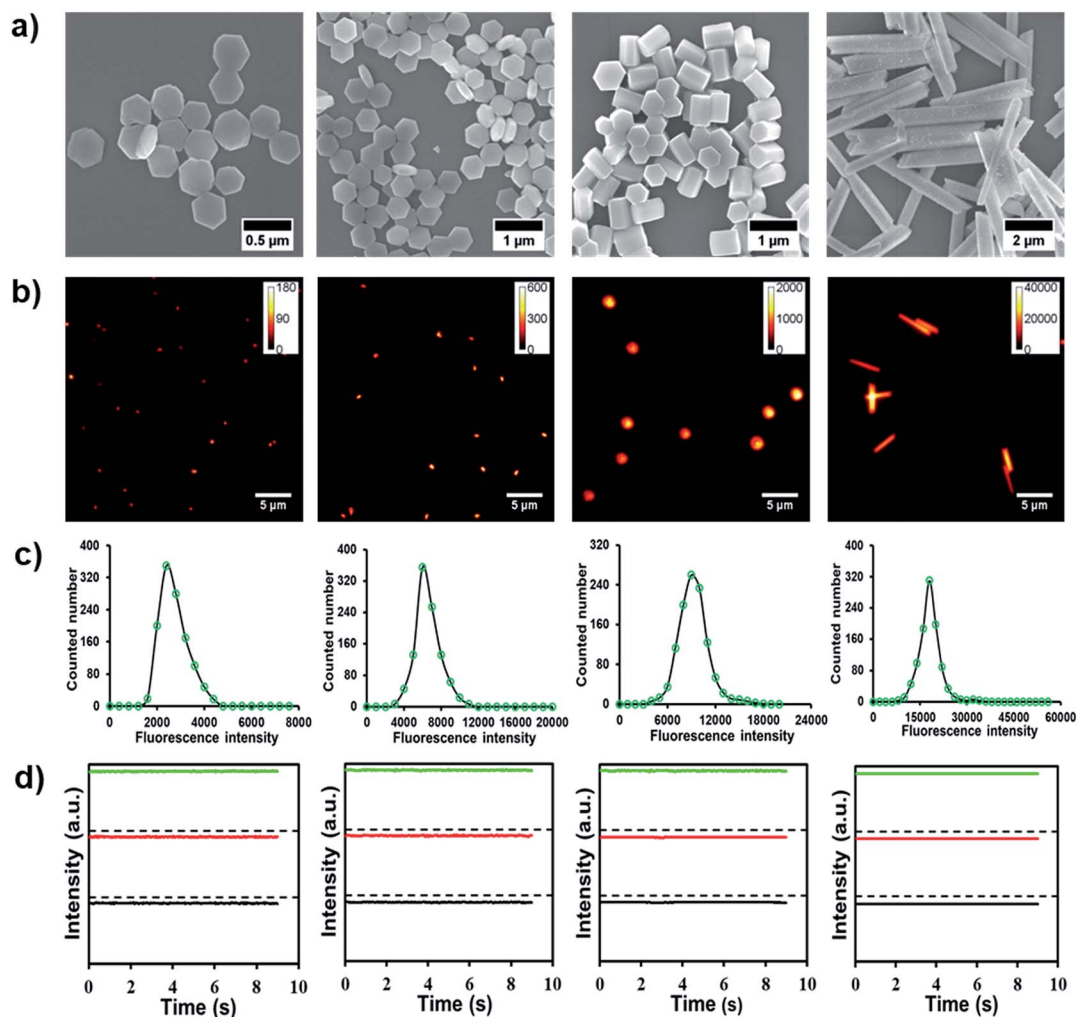 a)
0.5 µm
1 µm
1 µm
2 µm
b)
180
90
0
600
300
0
2000
1000
0
40000
20000
0
5 µm
5 µm
5 µm
5 µm
c)
400
320
240
160
80
0
Counted number
0 2000 4000 6000 8000
Fluorescence intensity
400
320
240
160
80
0
Counted number
0 4000 8000 12000 16000 20000
Fluorescence intensity
320
240
160
80
0
Counted number
0 6000 12000 18000 24000
Fluorescence intensity
400
320
240
160
80
0
Counted number
0 15000 30000 45000 60000
Fluorescence intensity
d)
Intensity (a.u.)
0 2 4 6 8 10
Time (s)
Intensity (a.u.)
0 2 4 6 8 10
Time (s)
Intensity (a.u.)
0 2 4 6 8 10
Time (s)
Intensity (a.u.)
0 2 4 6 8 10
Time (s)